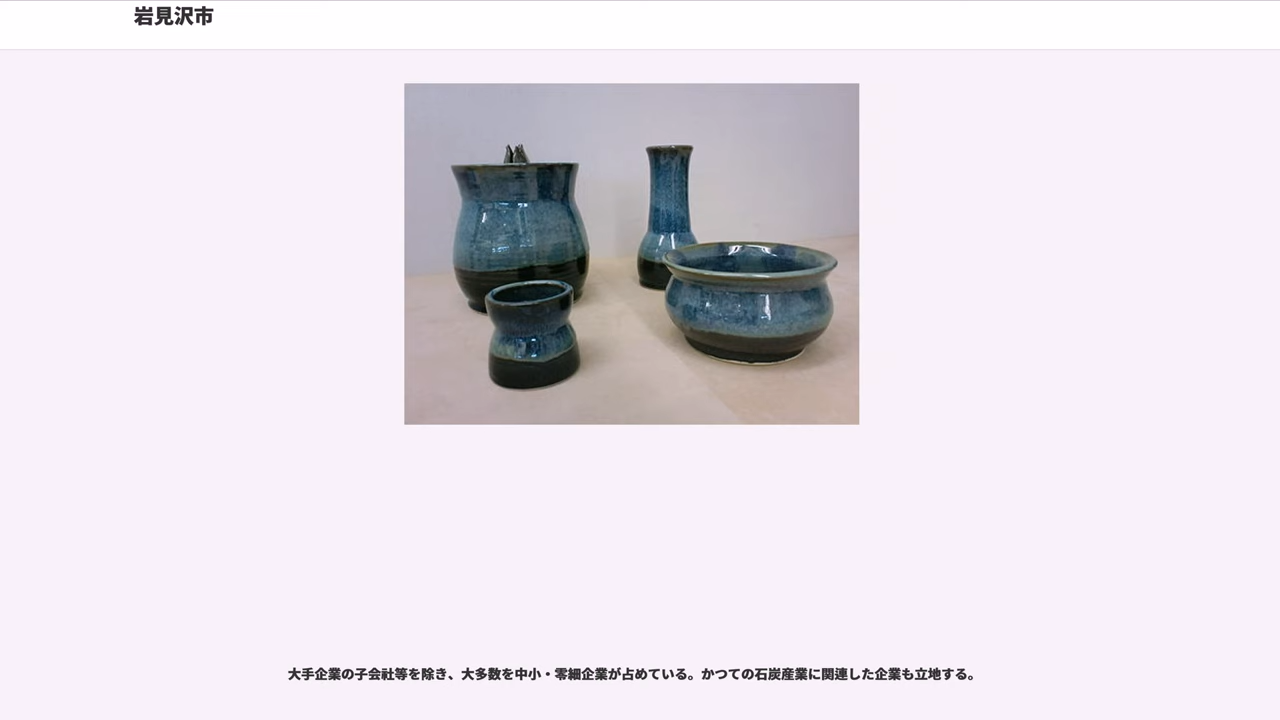 岩見沢市
大手企業の子会社等を除き、大多数を中小・零細企業が占めている。かつての石炭産業に関連した企業も立地する。